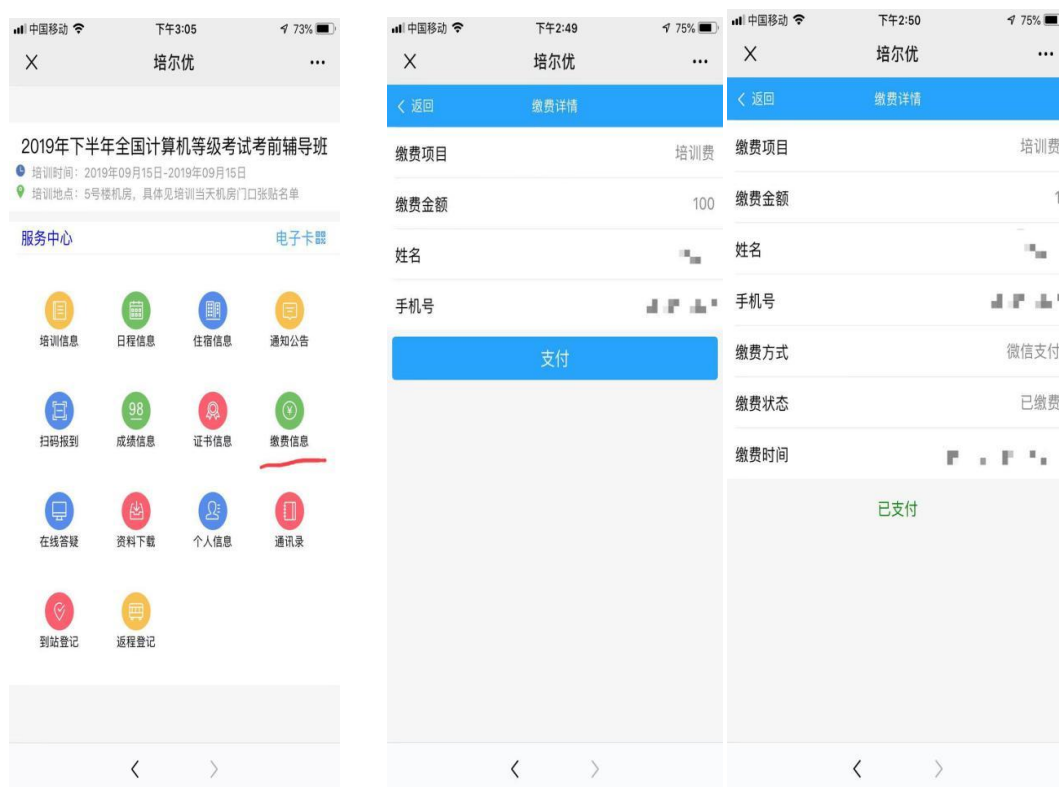 中国移动 下午3:05 73%
培尔优
2019年下半年全国计算机等级考试考前辅导班
培训时间：2019年09月15日-2019年09月15日
培训地点：5号楼机房，具体见培训当天机房门口张贴名单
服务中心 电子卡
培训信息 日程信息 住宿信息 通知公告
98
扫码报到 成绩信息 证书信息 缴费信息
在线答疑 资料下载 个人信息 通讯录
到站登记 返程登记
中国移动 下午2:49 75%
培尔优
返回 缴费详情
缴费项目 培训费
缴费金额 100
姓名
手机号
支付
中国移动 下午2:50 75%
培尔优
返回 缴费详情
缴费项目 培训费
缴费金额 1
姓名
手机号
缴费方式 微信支付
缴费状态 已缴费
缴费时间
已支付